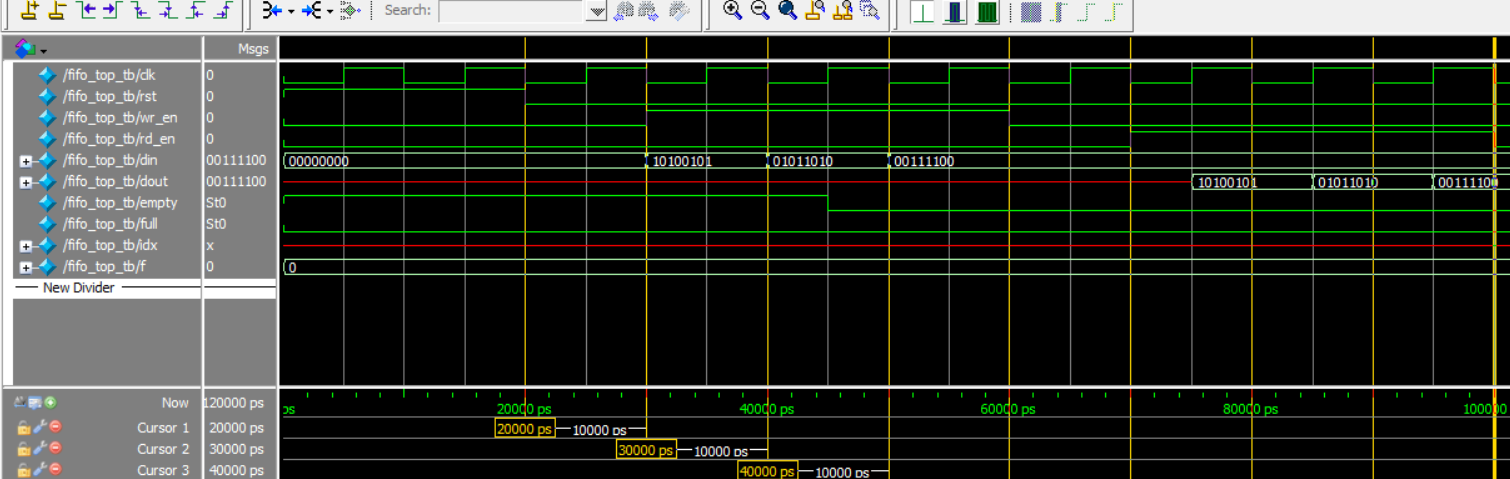 Search:
Msgs
/fifo_top_tb/clk 0
/fifo_top_tb/rst 0
/fifo_top_tb/wr_en 0
/fifo_top_tb/rd_en 0
/fifo_top_tb/din 00111100 00000000 10100101 01011010 00111100
/fifo_top_tb/dout 00111100 10100101 01011010 00111100
/fifo_top_tb/empty St0
/fifo_top_tb/full St0
/fifo_top_tb/idx x
/fifo_top_tb/f 0 0
New Divider
Now 120000 ps ps 20000 ps 40000 ps 60000 ps 80000 ps 100000
Cursor 1 20000 ps 20000 ps 10000 ps
Cursor 2 30000 ps 30000 ps 10000 ps
Cursor 3 40000 ps 40000 ps 10000 ps